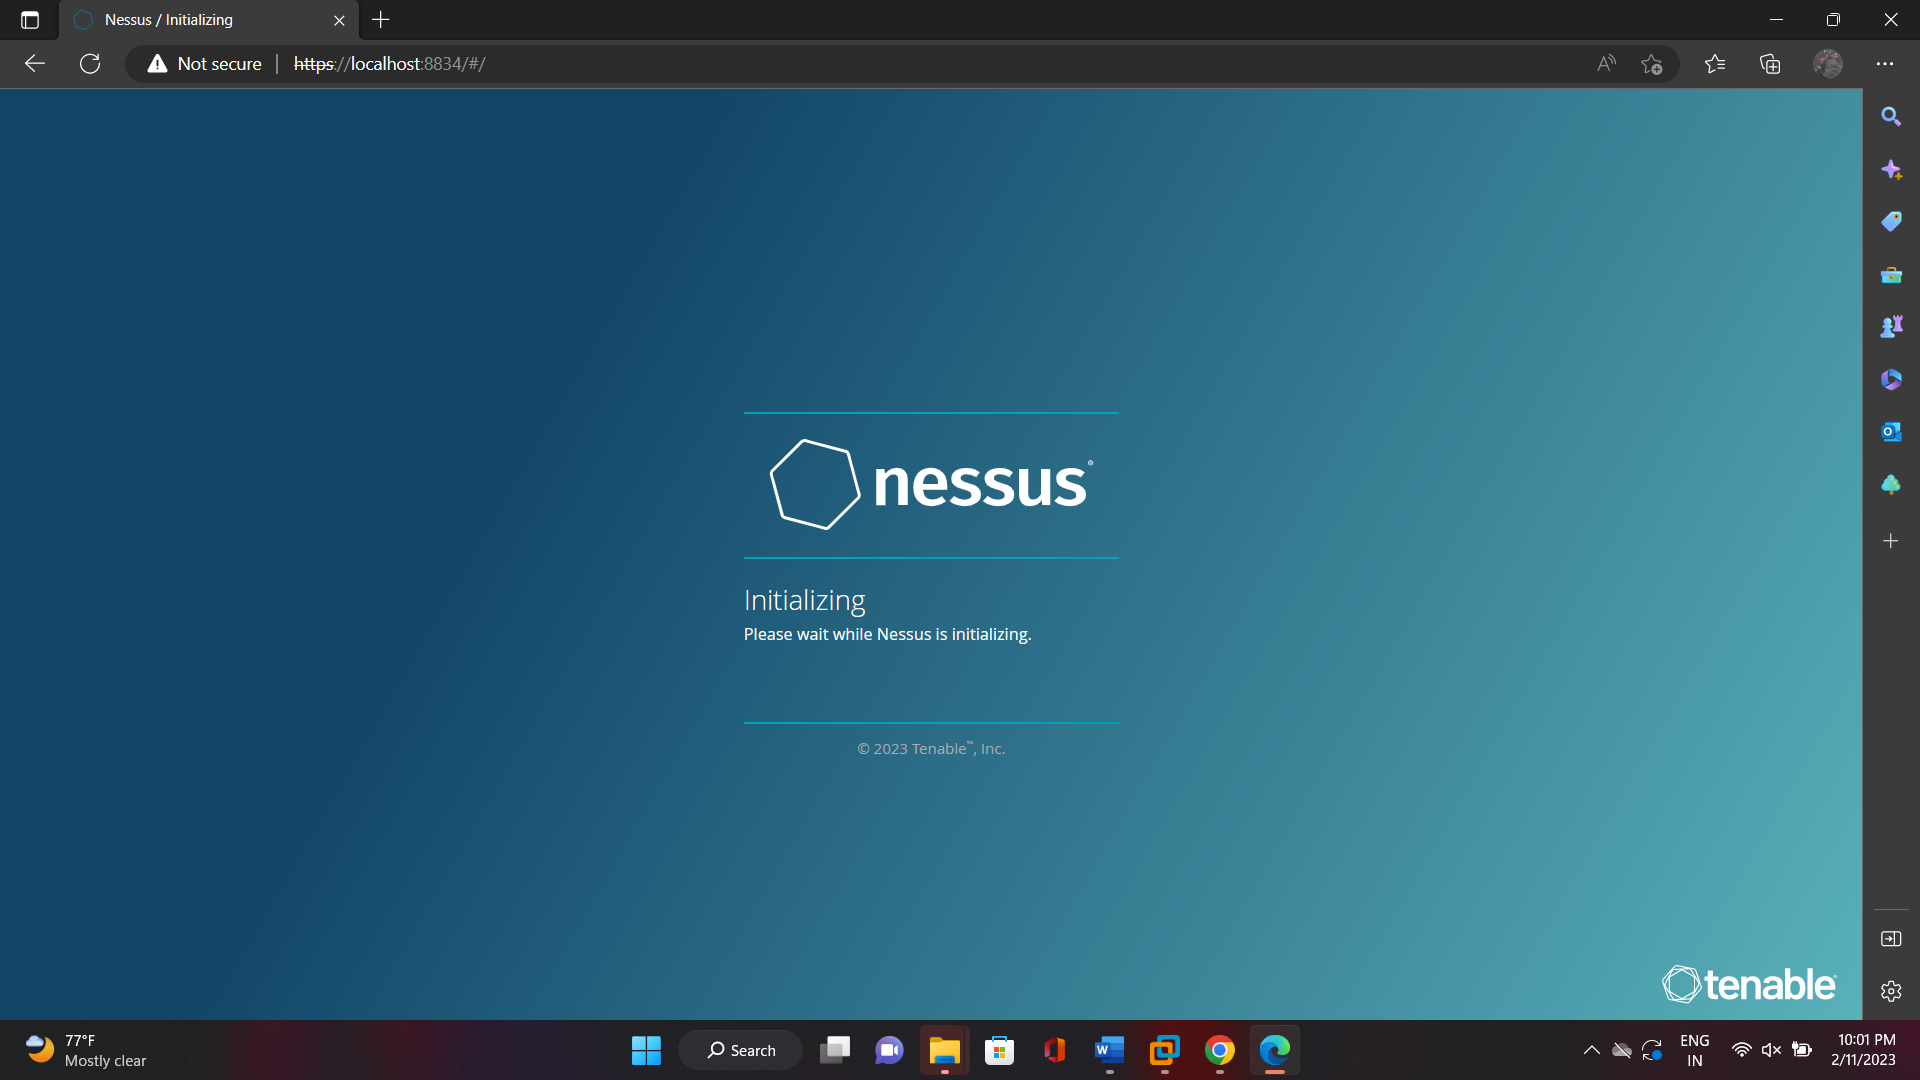 Nessus / Initializing
Not secure
https://localhost:8834/#/
nessus®
Initializing
Please wait while Nessus is initializing.
© 2023 Tenable™, Inc.
tenable
77°F
Mostly clear
Search
ENG
IN
10:01 PM
2/11/2023